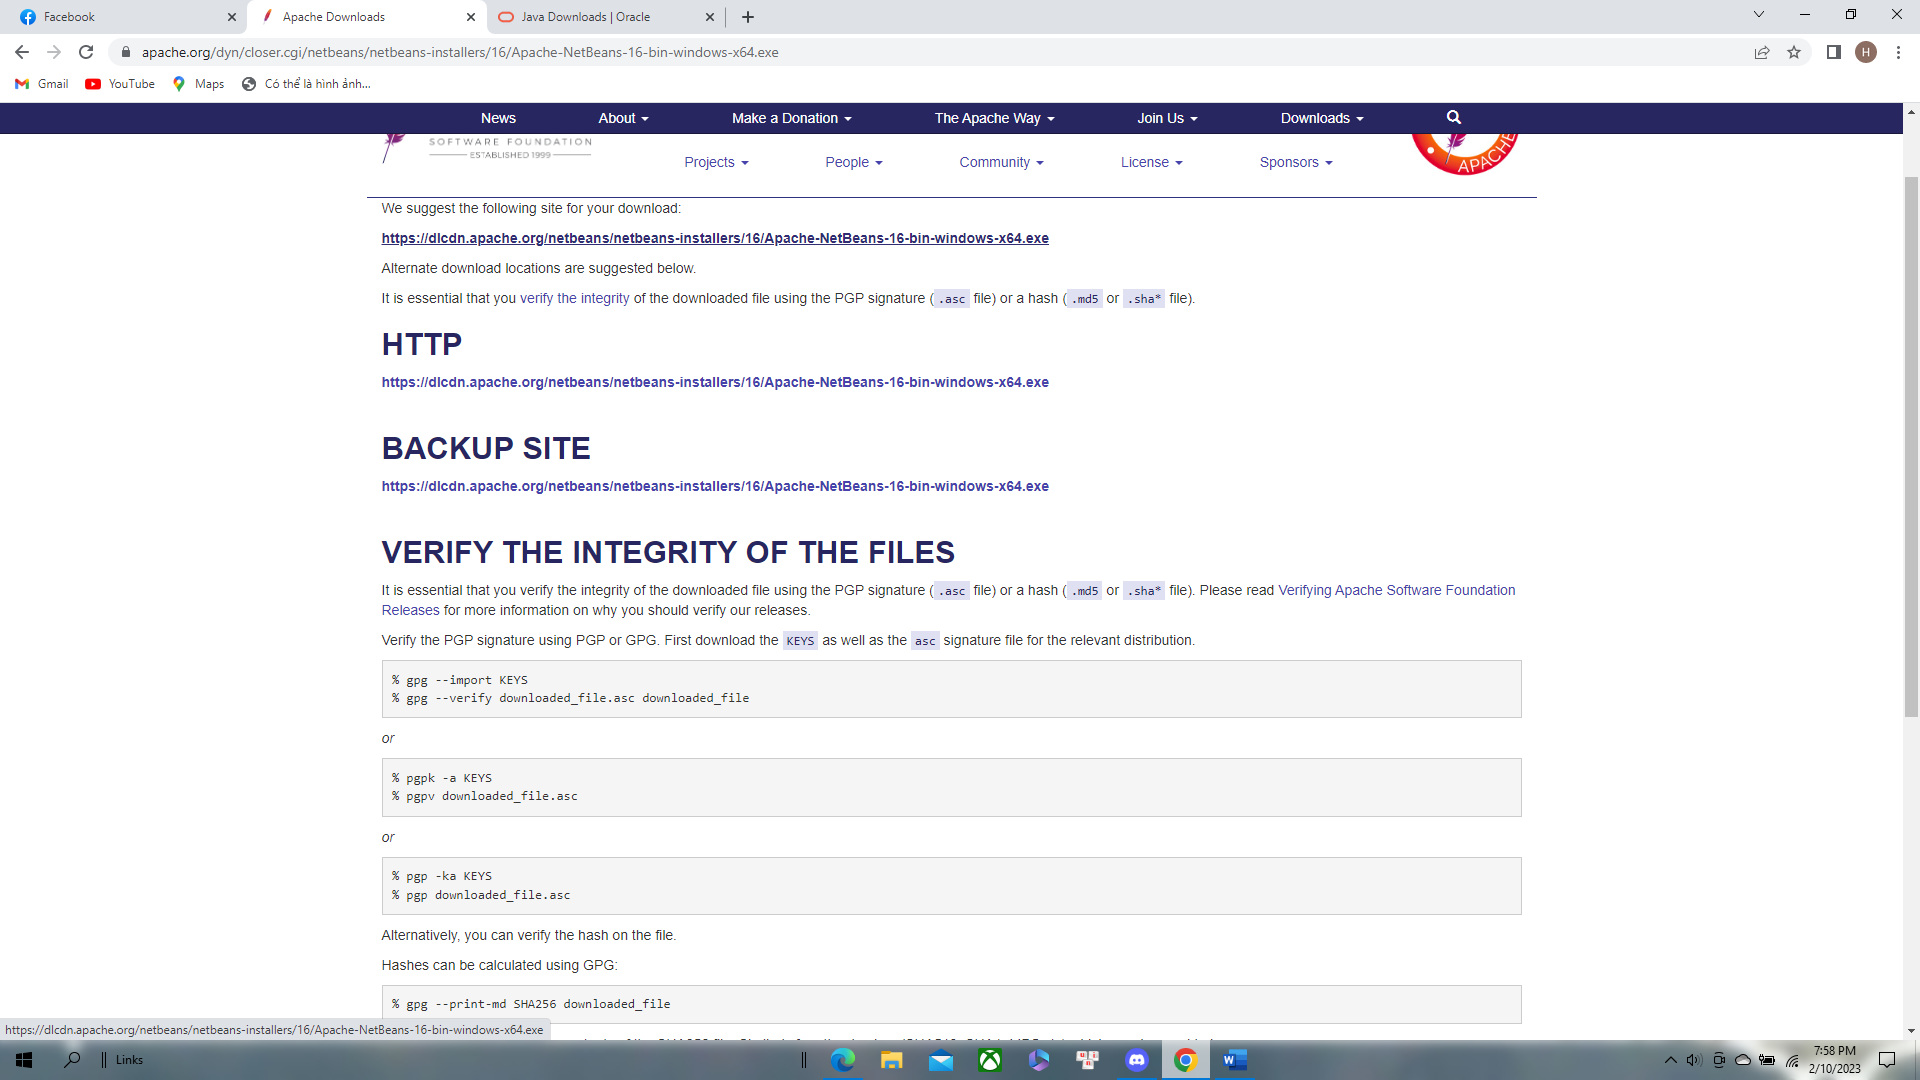 Facebook
Apache Downloads
Java Downloads | Oracle
apache.org/dyn/closer.cgi/netbeans/netbeans-installers/16/Apache-NetBeans-16-bin-windows-x64.exe
H
Gmail
YouTube
Maps
Có thể là hình ảnh...
News
About
Make a Donation
The Apache Way
Join Us
Downloads
SOFTWARE FOUNDATION
ESTABLISHED 1999
Projects
People
Community
License
Sponsors
APACHE
We suggest the following site for your download:
https://dlcdn.apache.org/netbeans/netbeans-installers/16/Apache-NetBeans-16-bin-windows-x64.exe
Alternate download locations are suggested below.
It is essential that you verify the integrity of the downloaded file using the PGP signature ( .asc file) or a hash ( .md5 or .sha* file).
HTTP
https://dlcdn.apache.org/netbeans/netbeans-installers/16/Apache-NetBeans-16-bin-windows-x64.exe
BACKUP SITE
https://dlcdn.apache.org/netbeans/netbeans-installers/16/Apache-NetBeans-16-bin-windows-x64.exe
VERIFY THE INTEGRITY OF THE FILES
It is essential that you verify the integrity of the downloaded file using the PGP signature ( .asc file) or a hash ( .md5 or .sha* file). Please read Verifying Apache Software Foundation
Releases for more information on why you should verify our releases.
Verify the PGP signature using PGP or GPG. First download the KEYS as well as the asc signature file for the relevant distribution.
% gpg --import KEYS
% gpg --verify downloaded_file.asc downloaded_file
or
% pgpk -a KEYS
% pgpv downloaded_file.asc
or
% pgp -ka KEYS
% pgp downloaded_file.asc
Alternatively, you can verify the hash on the file.
Hashes can be calculated using GPG:
% gpg --print-md SHA256 downloaded_file
https://dlcdn.apache.org/netbeans/netbeans-installers/16/Apache-NetBeans-16-bin-windows-x64.exe
Links
7:58 PM
2/10/2023